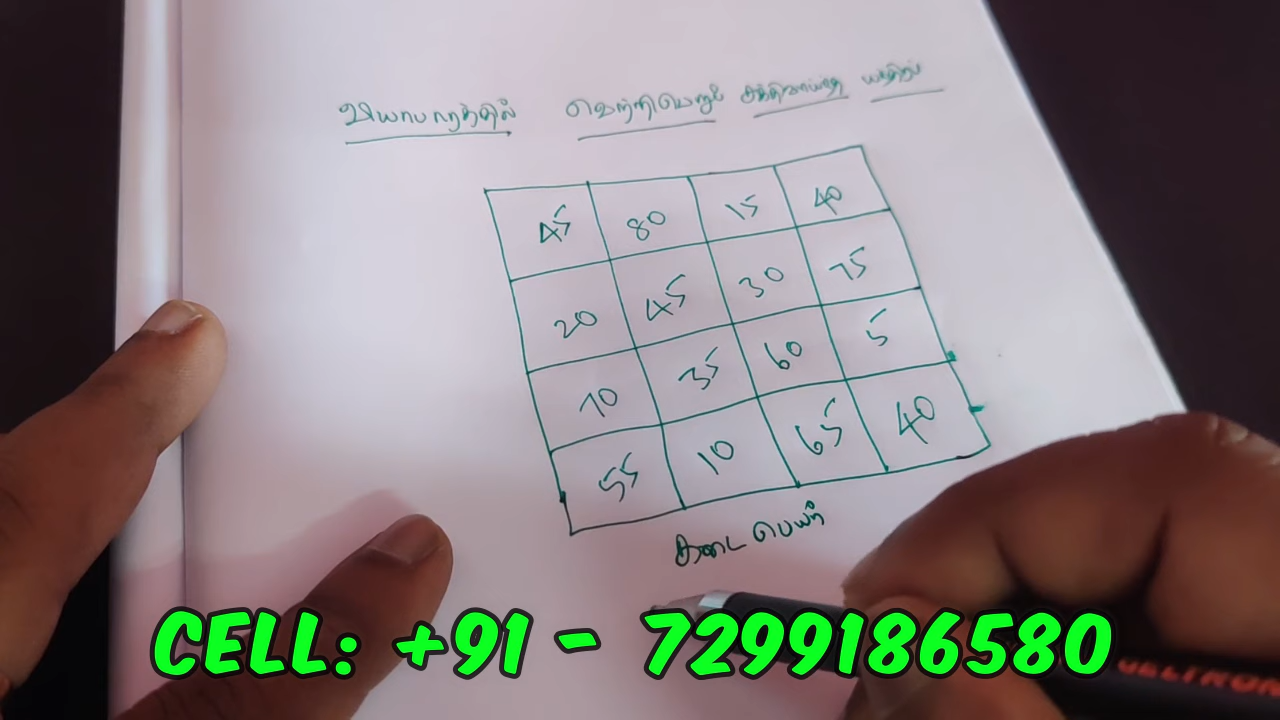 வியாபாரத்தில் வெற்றிபெறும் சக்திவாய்ந்த யந்திரம்
45 80 15 40
20 45 30 75
70 35 60 5
55 10 65 40
கடை பெயர்
CELL: +91 - 7299186580